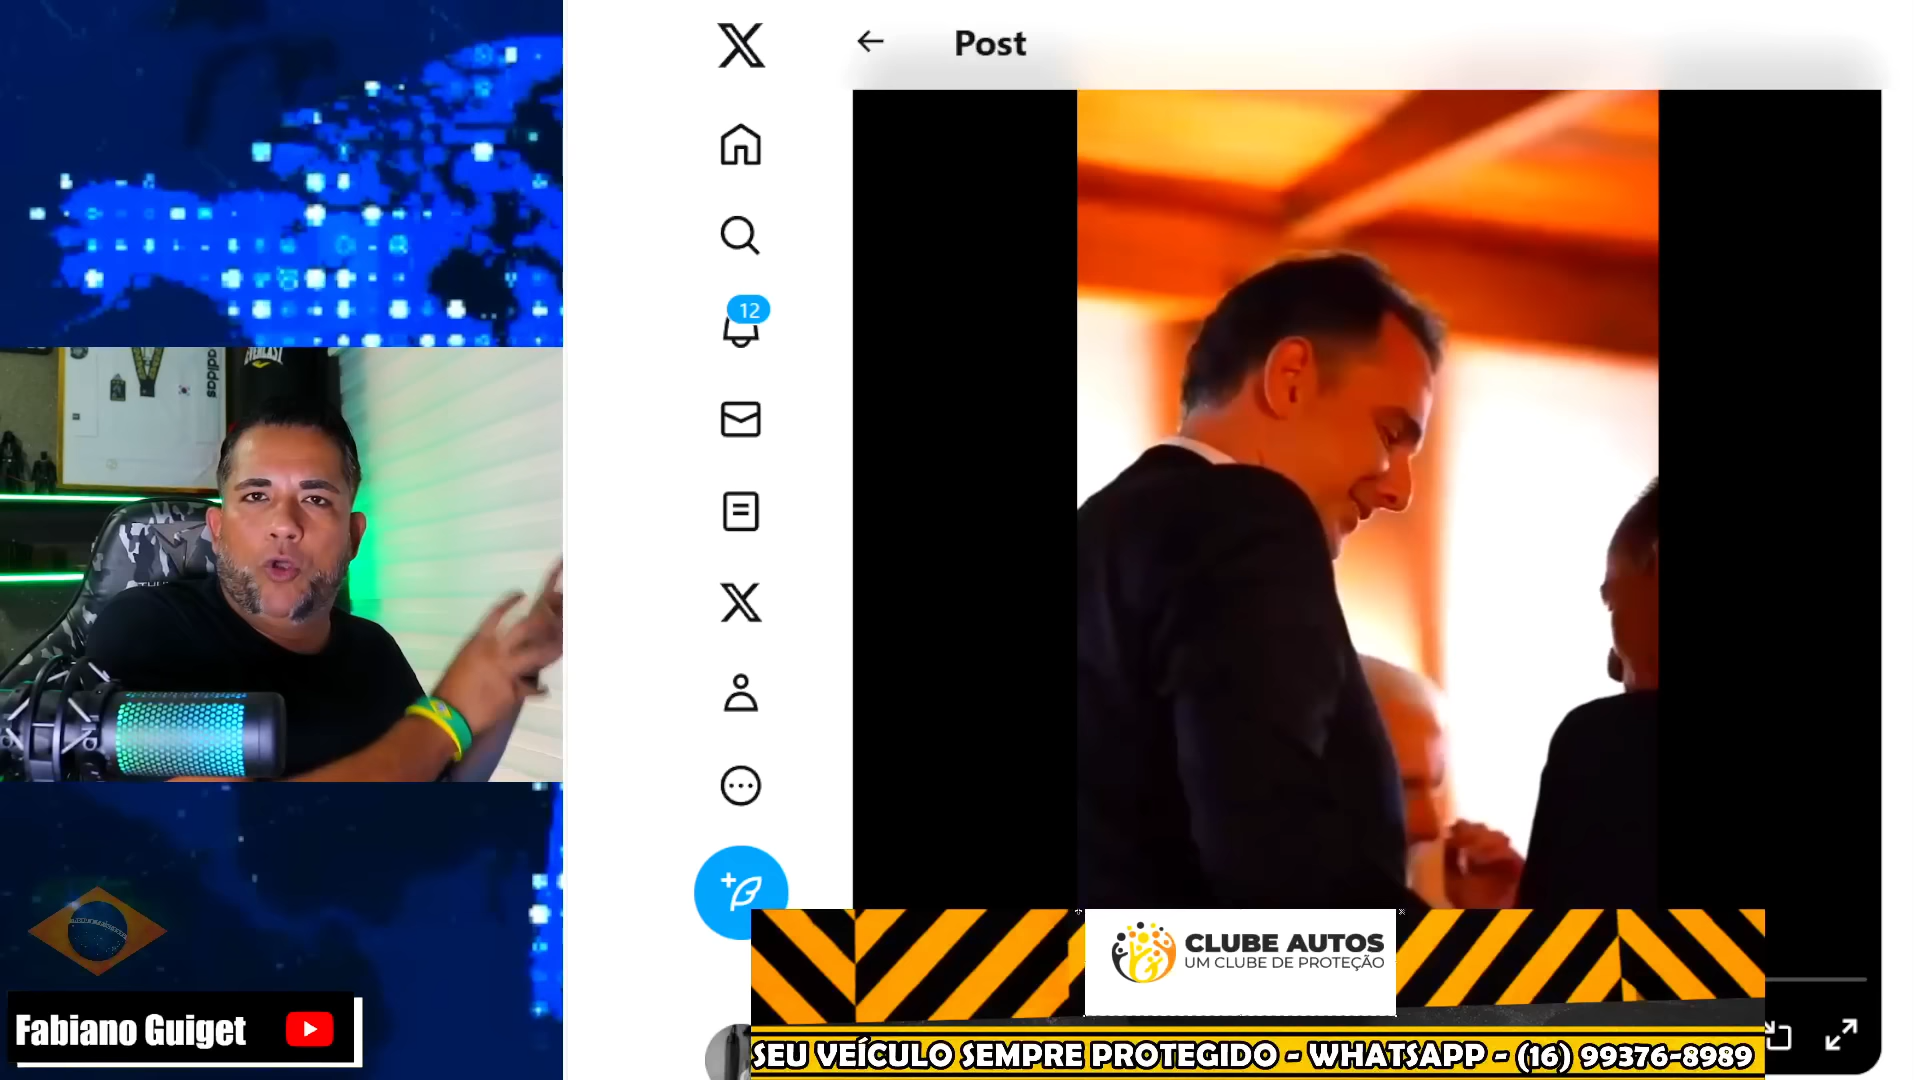 Post
12
EVERLAST
adidas
Fabiano Guiget
CLUBE AUTOS
UM CLUBE DE PROTEÇÃO
SEU VEÍCULO SEMPRE PROTEGIDO - WHATSAPP - (16) 99376-8989